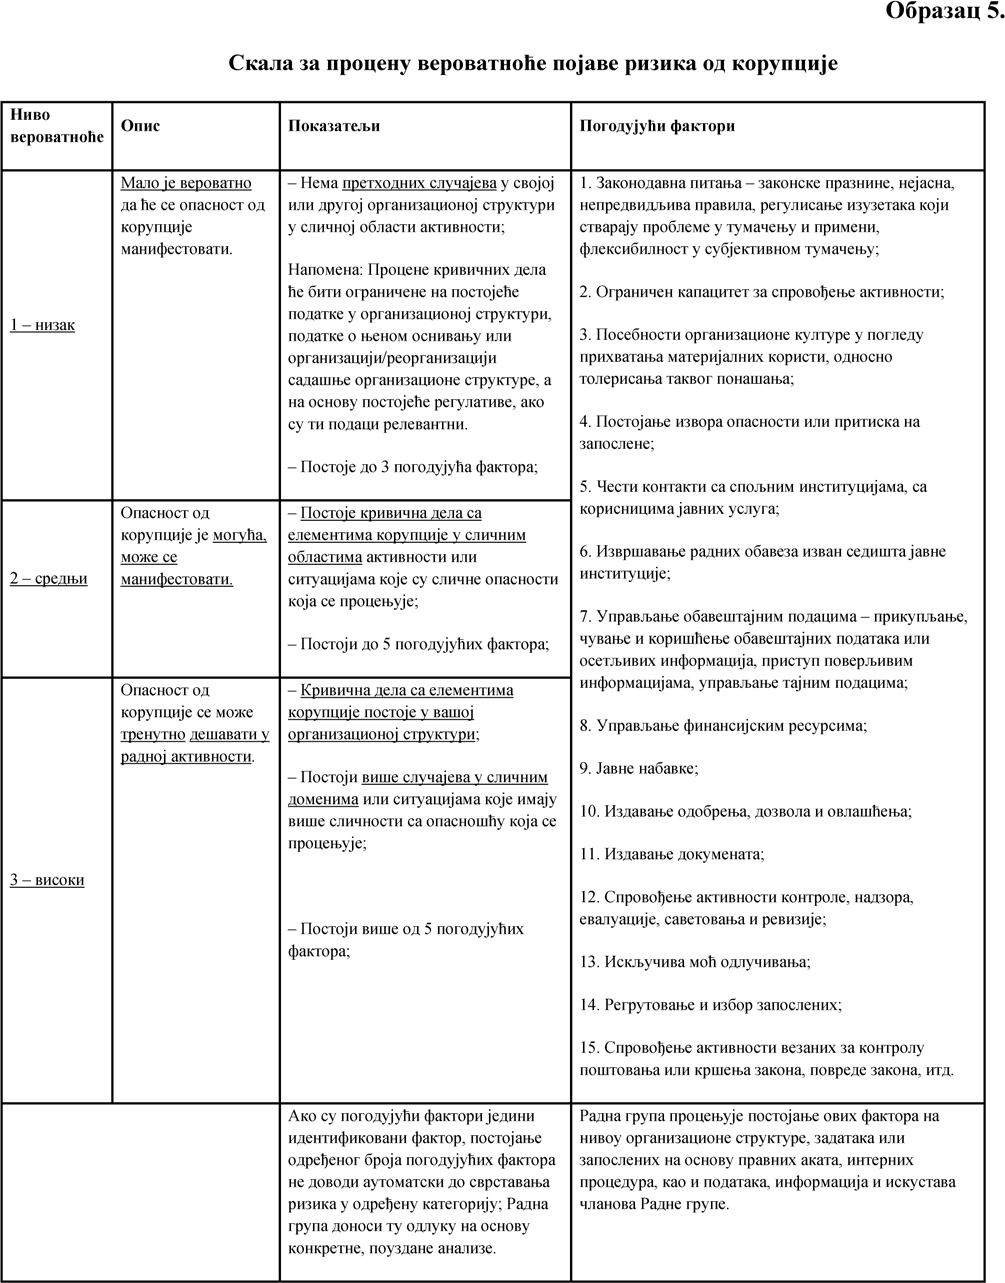 Образац 5.
Скала за процену вероватноће појаве ризика од корупције
Ниво
вероватноће
Опис
Показатељи
Погодујући фактори
1 – низак
Мало је вероватно
да ће се опасност од
корупције
манифестовати.
– Нема претходних случајева у својој
или другој организационој структури
у сличној области активности;
Напомена: Процене кривичних дела
ће бити ограничене на постојеће
податке у организационој структури,
податке о њеном оснивању или
организацији/реорганизацији
садашње организационе структуре, а
на основу постојеће регулативе, ако
су ти подаци релевантни.
– Постоје до 3 погодујућа фактора;
2 – средњи
Опасност од
корупције је могућа,
може се
манифестовати.
– Постоје кривична дела са
елементима корупције у сличним
областима активности или
ситуацијама које су сличне опасности
која се процењује;
– Постоји до 5 погодујућих фактора;
3 – високи
Опасност од
корупције се може
тренутно дешавати у
радној активности.
– Кривична дела са елементима
корупције постоје у вашој
организационој структури;
– Постоји више случајева у сличним
доменима или ситуацијама које имају
више сличности са опасношћу која се
процењује;
– Постоји више од 5 погодујућих
фактора;
1. Законодавна питања – законске празнине, нејасна,
непредвидљива правила, регулисање изузетака који
стварају проблеме у тумачењу и примени,
флексибилност у субјективном тумачењу;
2. Ограничен капацитет за спровођење активности;
3. Посебности организационе културе у погледу
прихватања материјалних користи, односно
толерисања таквог понашања;
4. Постојање извора опасности или притиска на
запослене;
5. Чести контакти са спољним институцијама, са
корисницима јавних услуга;
6. Извршавање радних обавеза изван седишта јавне
институције;
7. Управљање обавештајним подацима – прикупљање,
чување и коришћење обавештајних података или
осетљивих информација, приступ поверљивим
информацијама, управљање тајним подацима;
8. Управљање финансијским ресурсима;
9. Јавне набавке;
10. Издавање одобрења, дозвола и овлашћења;
11. Издавање докумената;
12. Спровођење активности контроле, надзора,
евалуације, саветовања и ревизије;
13. Искључива моћ одлучивања;
14. Регрутовање и избор запослених;
15. Спровођење активности везаних за контролу
поштовања или кршења закона, повреде закона, итд.
Ако су погодујући фактори једини
идентификовани фактор, постојање
одређеног броја погодујућих фактора
не доводи аутоматски до сврставања
ризика у одређену категорију; Радна
група доноси ту одлуку на основу
конкретне, поуздане анализе.
Радна група процењује постојање ових фактора на
нивоу организационе структуре, задатака или
запослених на основу правних аката, интерних
процедура, као и података, информација и искустава
чланова Радне групе.